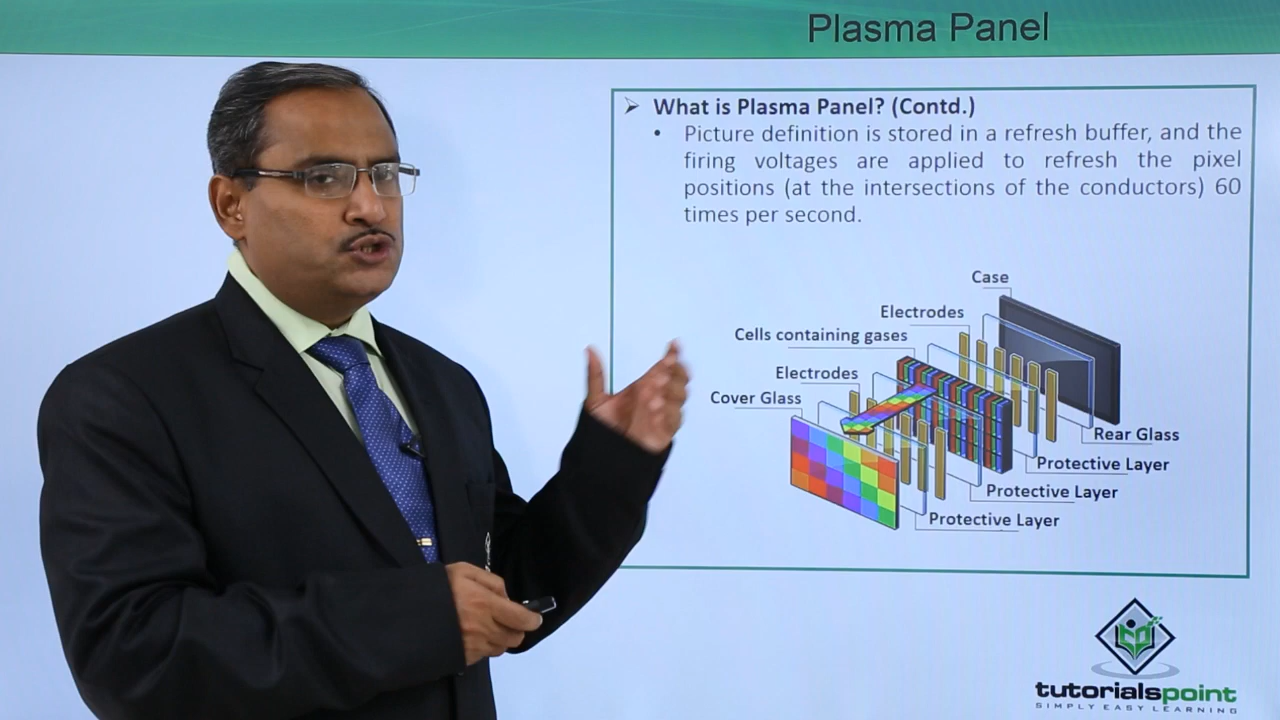 Plasma Panel
What is Plasma Panel? (Contd.)
Picture definition is stored in a refresh buffer, and the
firing voltages are applied to refresh the pixel
positions (at the intersections of the conductors) 60
times per second.
Case
Electrodes
Cells containing gases
Electrodes
Cover Glass
Rear Glass
Protective Layer
Protective Layer
Protective Layer
tutorialspoint
SIMPLY EASY LEARNING